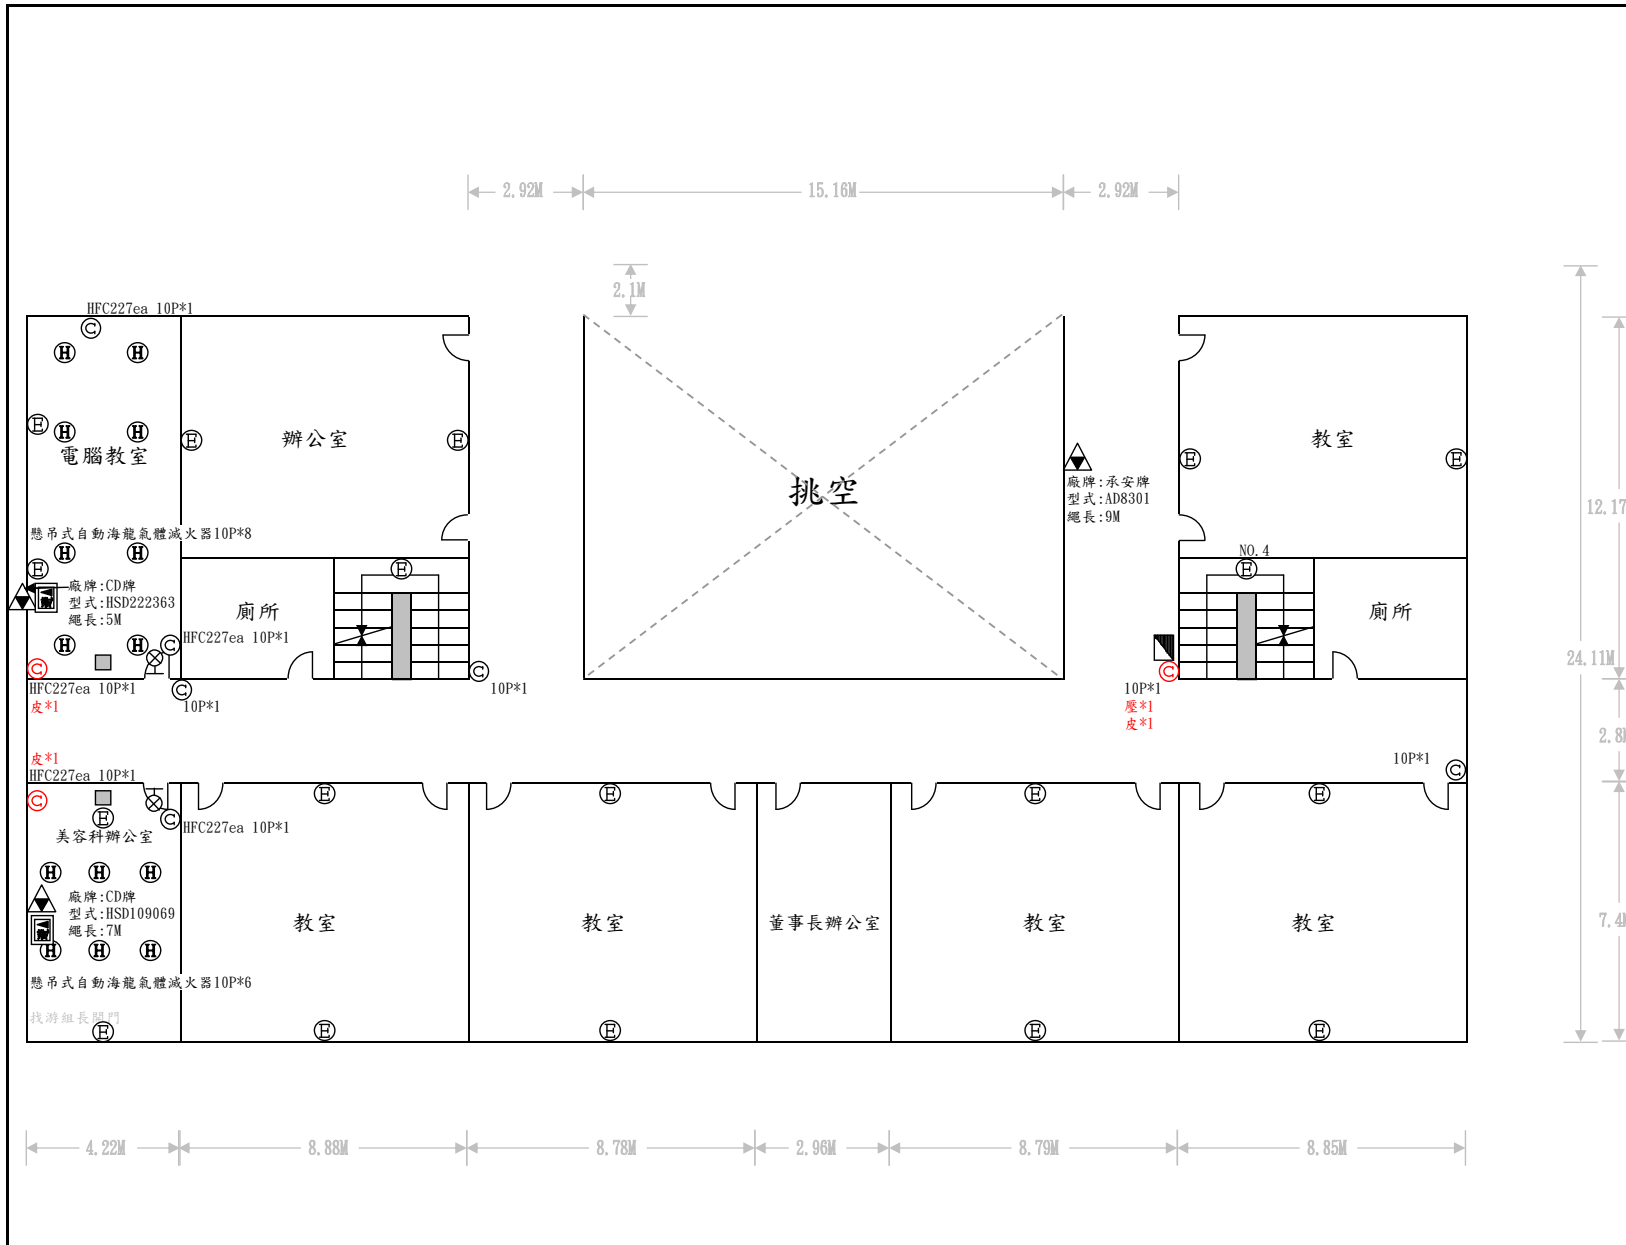 2.92M
15.16M
2.92M
2.1M
HFC227ea 10P*1
C
H
H
E
H
H
電腦教室
E
辦公室
E
挑空
廠牌:承安牌
型式:AD8301
繩長:9M
E
教室
E
12.17
懸吊式自動海龍氣體滅火器10P*8
H
H
E
廠牌:CD牌
型式:HSD222363
繩長:5M
廁所
E
NO.4
E
廁所
H
H
C
HFC227ea 10P*1
C
HFC227ea 10P*1
皮*1
C
10P*1
C
10P*1
C
10P*1
壓*1
皮*1
24.11M
2.8M
皮*1
HFC227ea 10P*1
10P*1
C
C
E
C
HFC227ea 10P*1
美容科辦公室
E
E
E
E
H
H
H
廠牌:CD牌
型式:HSD109069
繩長:7M
H
H
H
教室
教室
董事長辦公室
教室
教室
7.4M
懸吊式自動海龍氣體滅火器10P*6
找游組長開門
E
E
E
E
E
4.22M
8.88M
8.78M
2.96M
8.79M
8.85M